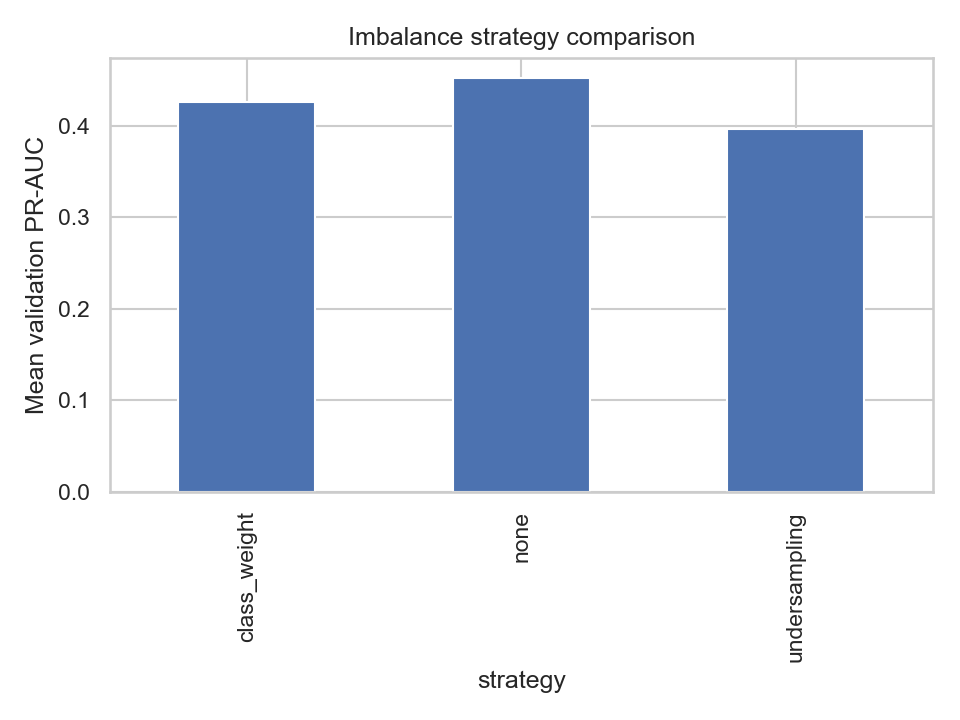 Imbalance strategy comparison
Mean validation PR-AUC
0.4
0.3
0.2
0.1
0.0
class_weight
none
undersampling
strategy